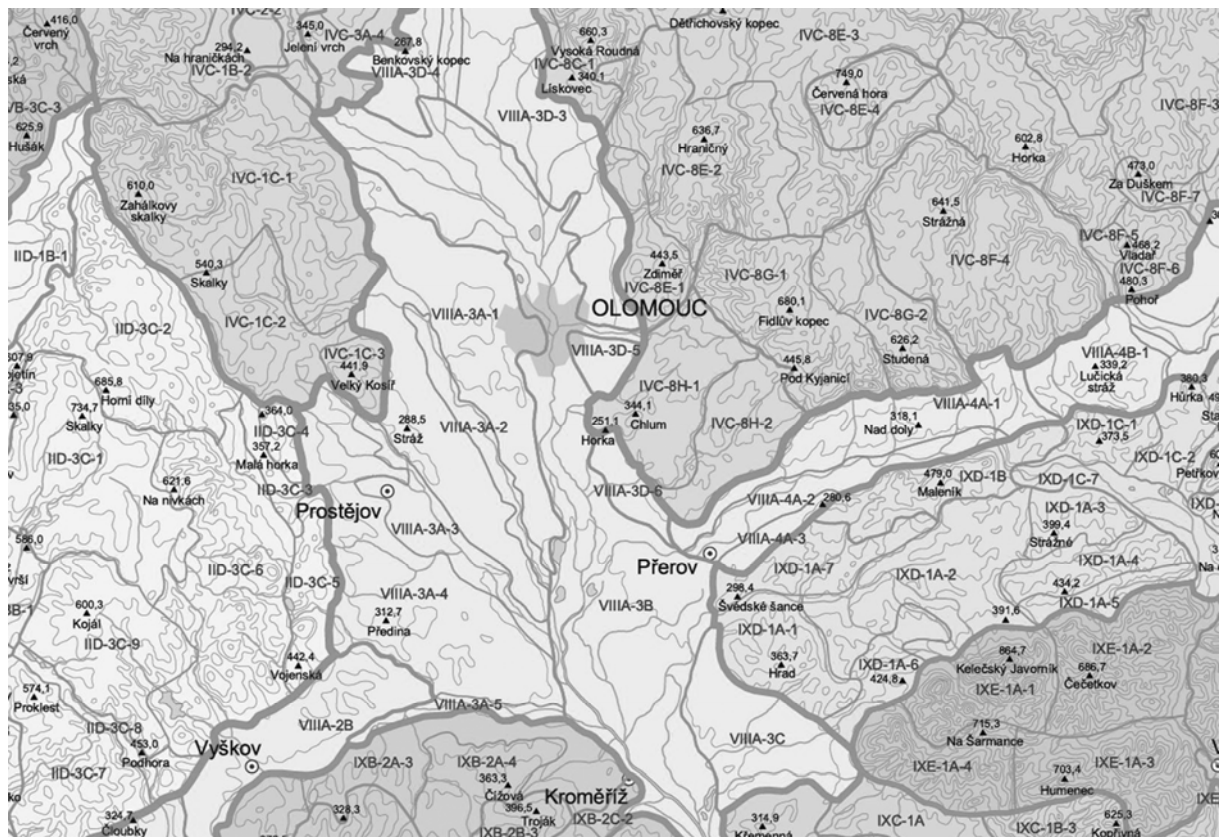 416,0
Červený
vrch
IVC-2-2
345,0
Jelení vrch
IVC-3A-4
294,2
Na hraničkách
IVC-1B-2
267,8
Benkovský kopec
VIIIA-3D-4
660,3
Vysoká Roudná
IVC-8C-1
340,1
Lískovec
Dětřichovský kopec
IVC-8E-3
749,0
Červená hora
IVC-8E-4
IVC-8F-3
VB-3C-3
625,9
Hušák
VIIIA-3D-3
636,7
Hraničný
IVC-8E-2
602,8
Horka
473,0
Za Duškem
IVC-8F-7
IVC-1C-1
610,0
Zahálkovy
skalky
641,5
Strážná
IVC-8F-5
468,2
Vladař
IVC-8F-6
480,3
Pohoř
IID-1B-1
540,3
Skalky
443,5
Zdiměř
IVC-8E-1
IVC-8G-1
IVC-8F-4
IID-3C-2
IVC-1C-2
VIIIA-3A-1
OLOMOUC
680,1
Fidlův kopec
IVC-8G-2
626,2
Studená
VIIIA-3D-5
IVC-1C-3
441,9
Velký Kosíř
445,8
Pod Kyjanicí
VIIIA-4B-1
339,2
Lučická
stráž
607,9
685,8
Horní díly
IVC-8H-1
380,3
Hůrka
734,7
Skalky
364,0
IID-3C-4
357,2
Malá horka
288,5
Stráž
VIIIA-3A-2
251,1
Horka
344,1
Chlum
IVC-8H-2
318,1
Nad doly
VIIIA-4A-1
IXD-1C-1
373,5
IXD-1C-2
IID-3C-1
621,6
Na nivkách
IID-3C-3
Prostějov
VIIIA-3D-6
VIIIA-4A-2
280,6
479,0
Maleník
IXD-1B
IXD-1C-7
IXD-1A-3
399,4
Strážné
586,0
VIIIA-3A-3
VIIIA-4A-3
Přerov
IXD-1A-7
IXD-1A-2
IXD-1A-4
IID-3C-6
IID-3C-5
VIIIA-3A-4
312,7
Předina
VIIIA-3B
298,4
Švédské šance
434,2
IXD-1A-5
600,3
Kojál
IID-3C-9
IXD-1A-1
391,6
864,7
Kelečský Javorník
IXE-1A-2
686,7
Čečetkov
442,4
Vojenská
363,7
Hrad
IXD-1A-6
424,8
IXE-1A-1
574,1
Proklest
VIIIA-3A-5
VIIIA-2B
IID-3C-8
453,0
Podhora
Vyškov
VIIIA-3C
715,3
Na Šarmance
IID-3C-7
IXB-2A-3
IXB-2A-4
363,3
Čížová
IXE-1A-4
703,4
Humenec
IXE-1A-3
Kroměříž
324,7
Čloubky
328,3
396,5
Troják
IXB-2B-3
IXB-2C-2
314,9
Křemenná
IXC-1A
IXC-1B-3
625,3
Kopřivná